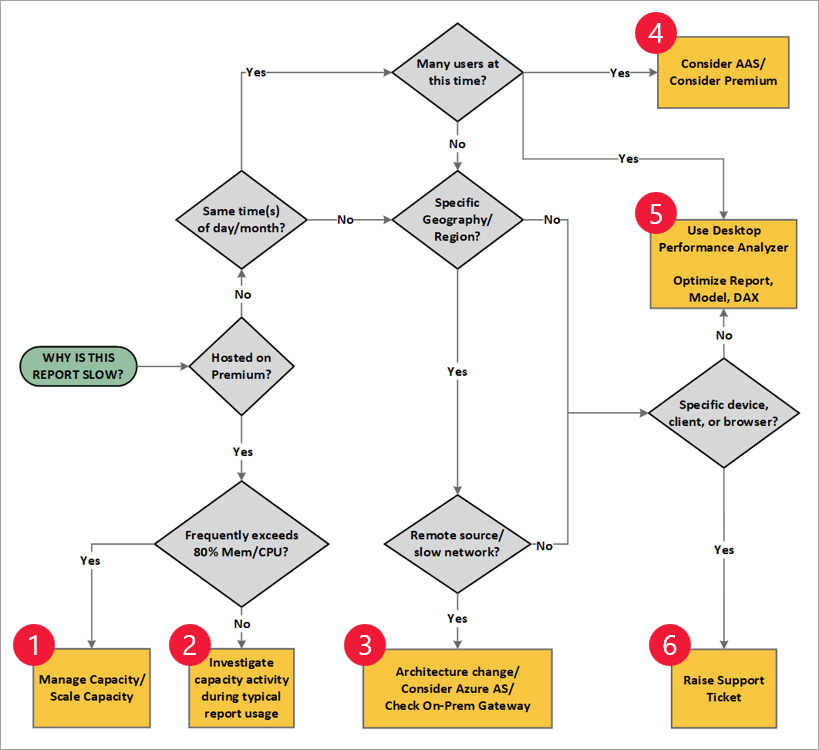 4
Many users at
this time?
Yes
Yes
Consider AAS/
Consider Premium
No
Yes
Same time(s)
of day/month?
No
Specific
Geography/
Region?
No
5
Use Desktop
Performance Analyzer
Optimize Report,
Model, DAX
No
No
WHY IS THIS
REPORT SLOW?
Hosted on
Premium?
Yes
Specific device,
client, or browser?
Yes
Frequently exceeds
80% Mem/CPU?
Remote source/
slow network?
No
Yes
Yes
No
Yes
1
Manage Capacity/
Scale Capacity
2
Investigate
capacity activity
during typical
report usage
3
Architecture change/
Consider Azure AS/
Check On-Prem Gateway
6
Raise Support
Ticket